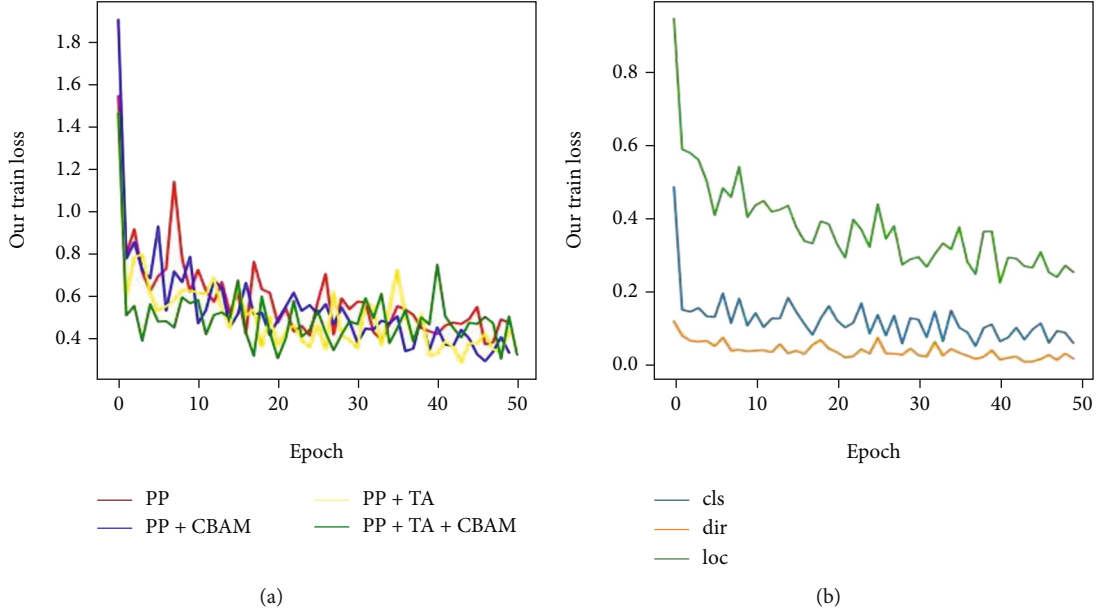 Our train loss
1.8
1.6
1.4
1.2
1.0
0.8
0.6
0.4
0 10 20 30 40 50
Epoch
PP
PP + CBAM
PP + TA
PP + TA + CBAM
(a)
Our train loss
0.8
0.6
0.4
0.2
0.0
0 10 20 30 40 50
Epoch
cls
dir
loc
(b)